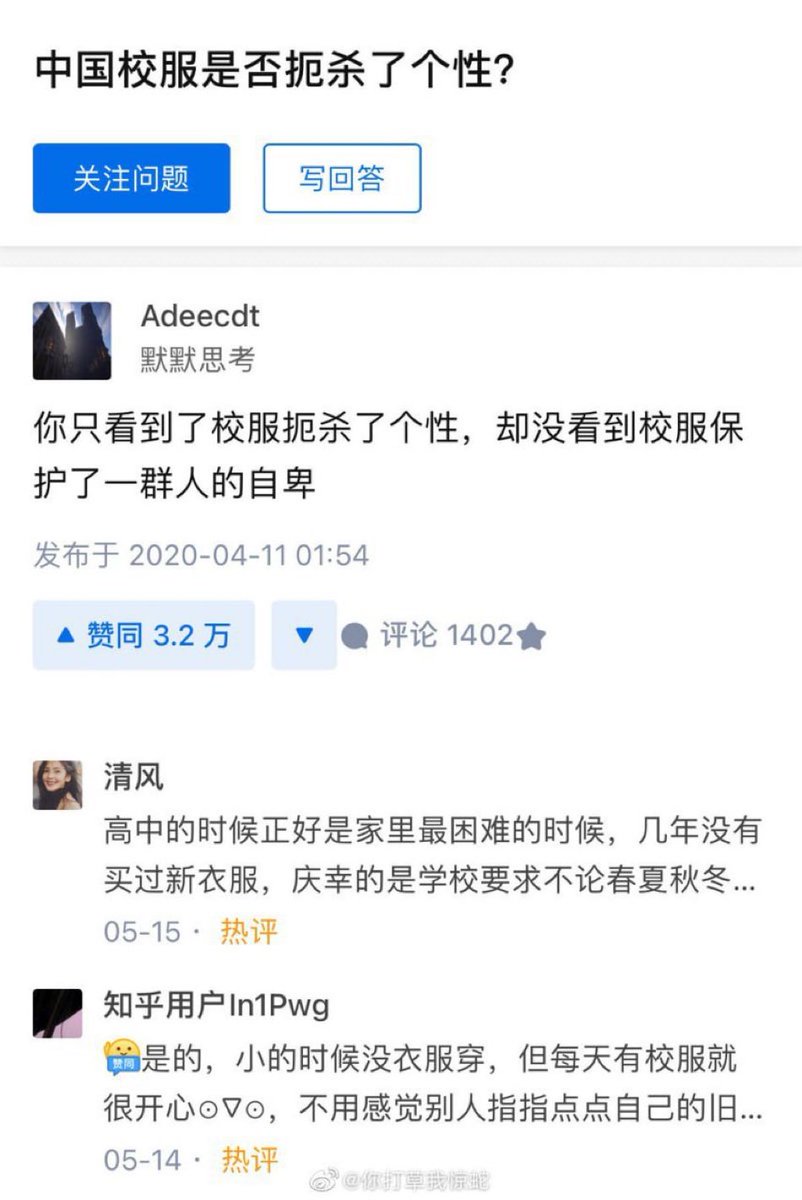 中国校服是否扼杀了个性?
关注问题
写回答
Adeecdt
默默思考
你只看到了校服扼杀了个性，却没看到校服保
护了一群人的自卑
发布于 2020-04-11 01:54
赞同 3.2 万
评论 1402
清风
高中的时候正好是家里最困难的时候，几年没有
买过新衣服，庆幸的是学校要求不论春夏秋冬...
05-15 · 热评
知乎用户In1Pwg
赞同
是的，小的时候没衣服穿，但每天有校服就
很开心⊙∇⊙，不用感觉别人指指点点自己的旧...
05-14 · 热评
@你打草我惊蛇